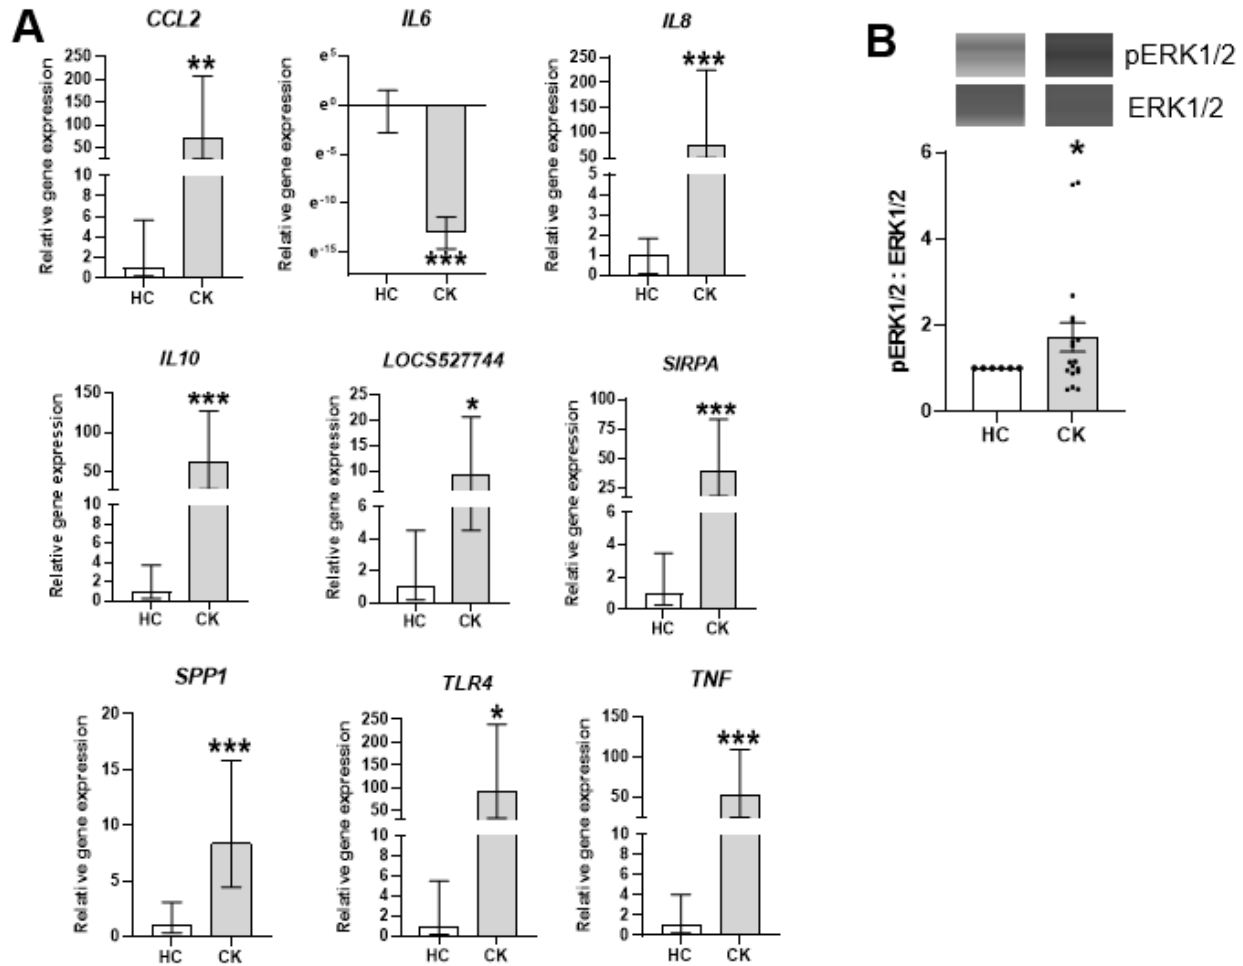 A
CCL2
Relative gene expression
250
200
150
100
50
10
8
6
4
2
0
**
HC
CK
IL6
Relative gene expression
e5
e0
e-5
e-10
e-15
***
HC
CK
IL8
Relative gene expression
250
200
150
100
50
5
4
3
2
1
0
***
HC
CK
B
pERK1/2
ERK1/2
pERK1/2 : ERK1/2
6
4
2
0
*
HC
CK
IL10
Relative gene expression
150
100
50
10
8
6
4
2
0
***
HC
CK
LOCS527744
Relative gene expression
25
20
15
10
6
4
2
0
*
HC
CK
SIRPA
Relative gene expression
100
75
50
25
6
4
2
0
***
HC
CK
SPP1
Relative gene expression
20
15
10
5
0
***
HC
CK
TLR4
Relative gene expression
250
200
150
100
50
10
8
6
4
2
0
*
HC
CK
TNF
Relative gene expression
150
100
50
10
8
6
4
2
0
***
HC
CK